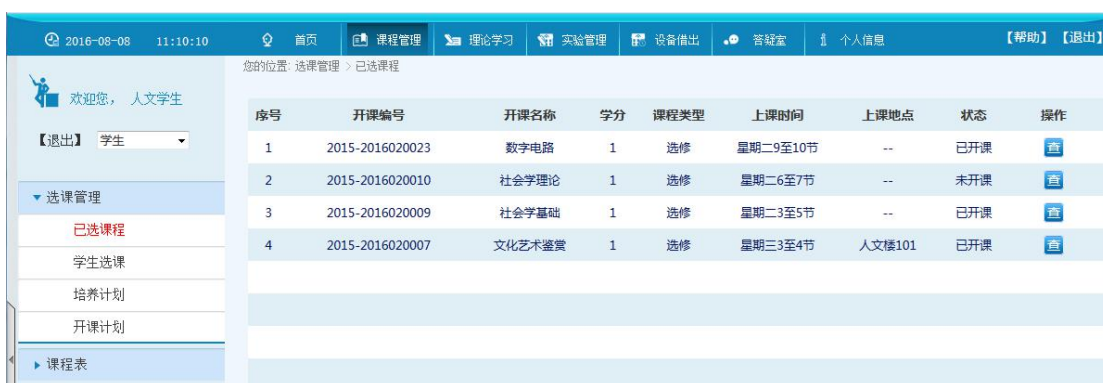 2016-08-08 11:10:10 首页 课程管理 理论学习 实验管理 设备借出 答疑室 个人信息 【帮助】 【退出】
您的位置: 选课管理 > 已选课程
欢迎您， 人文学生
【退出】 学生
选课管理
已选课程
学生选课
培养计划
开课计划
课程表
序号 开课编号 开课名称 学分 课程类型 上课时间 上课地点 状态 操作
1 2015-2016020023 数字电路 1 选修 星期二9至10节 -- 已开课 查
2 2015-2016020010 社会学理论 1 选修 星期二6至7节 -- 未开课 查
3 2015-2016020009 社会学基础 1 选修 星期二3至5节 -- 已开课 查
4 2015-2016020007 文化艺术鉴赏 1 选修 星期三3至4节 人文楼101 已开课 查